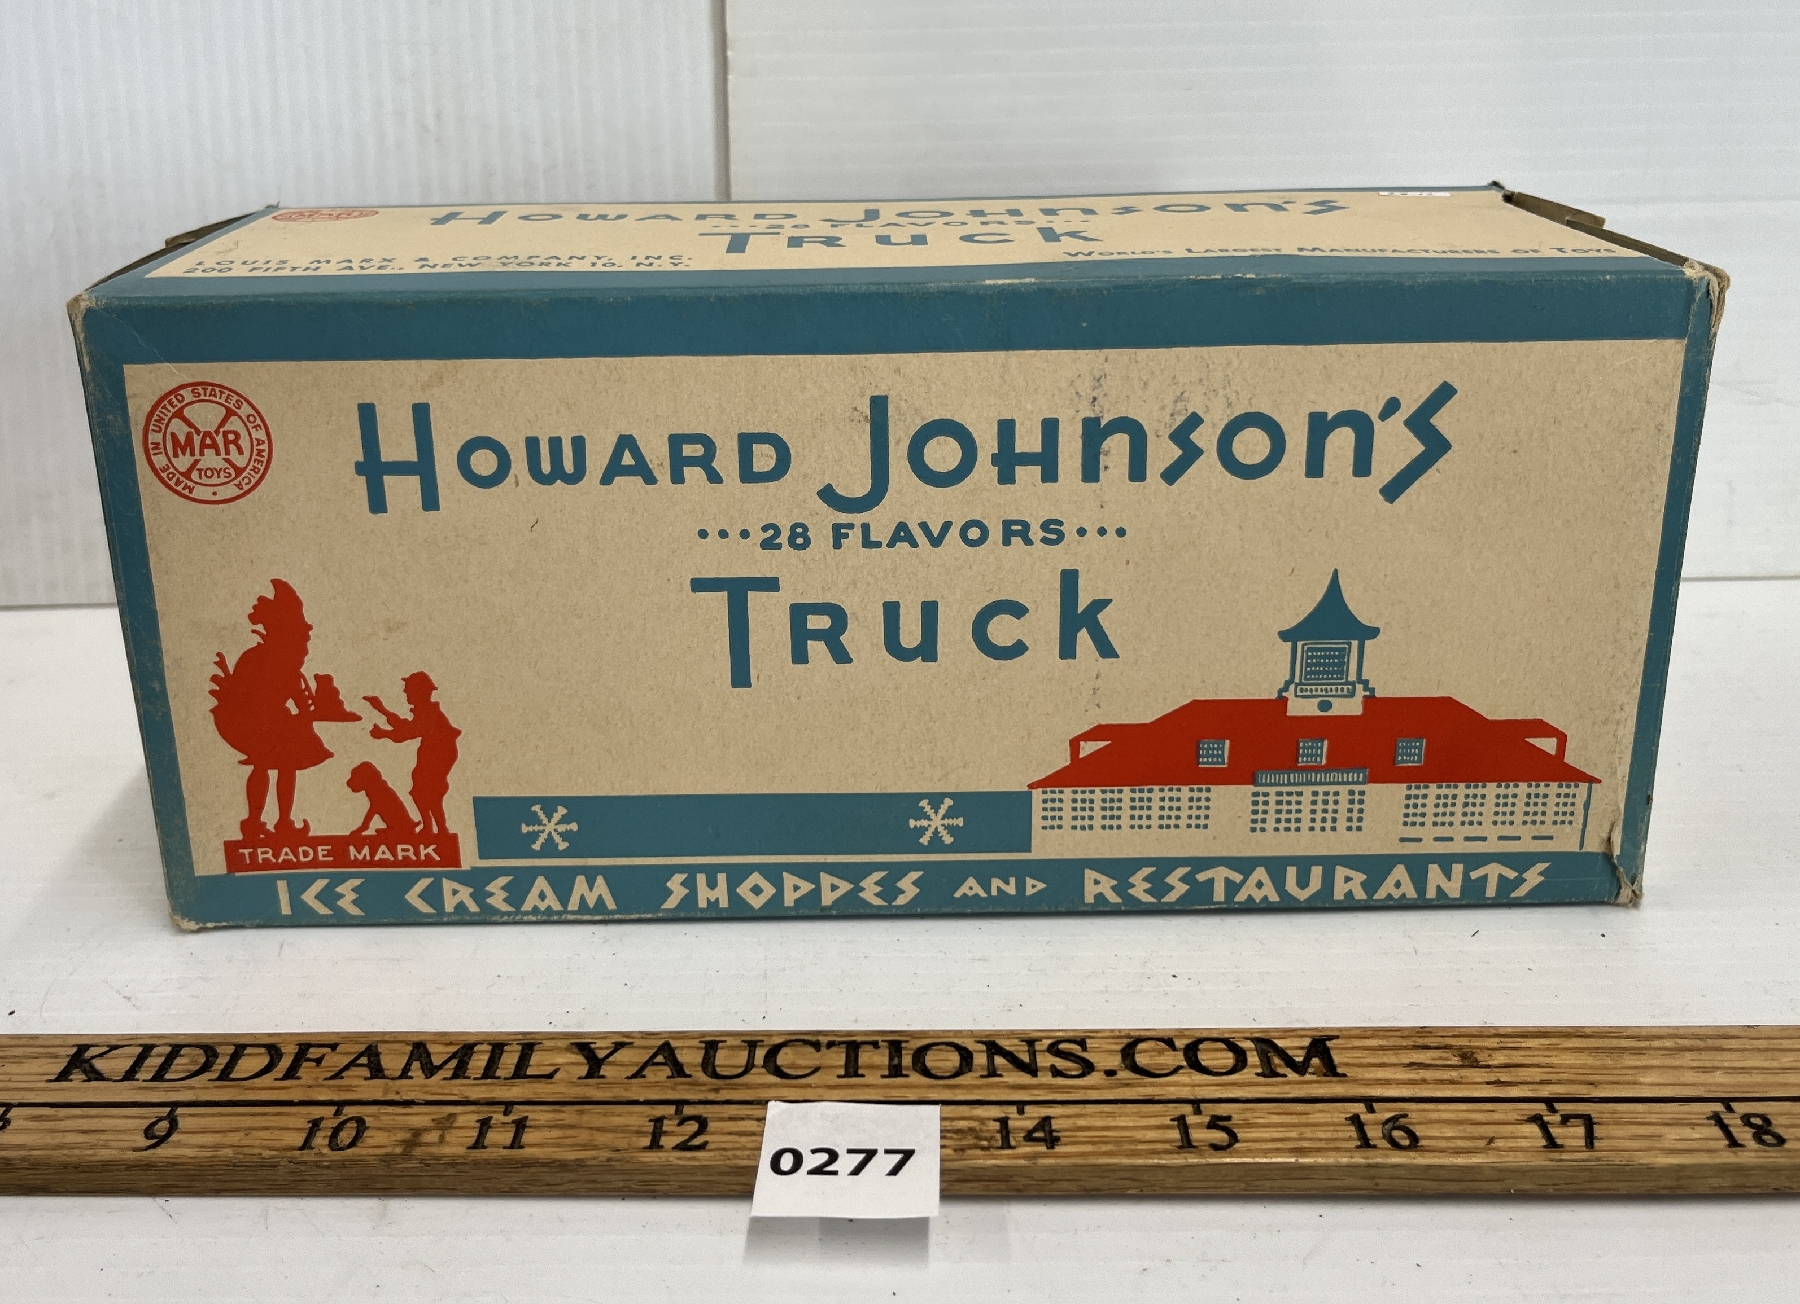 MAR
HOWARD JOHNSON'S
...28 FLAVORS...
TRUCK
LOUIS MARX & COMPANY, INC.
200 FIFTH AVE., NEW YORK 10, N.Y.
WORLD'S LARGEST MANUFACTURERS OF TOYS
MADE IN UNITED STATES OF AMERICA
MAR
TOYS
HOWARD JOHNSON'S
...28 FLAVORS...
TRUCK
TRADE MARK
ICE CREAM SHOPPES AND RESTAURANTS
KIDDFAMILYAUCTIONS.COM
9 10 11 12 14 15 16 17 18
0277